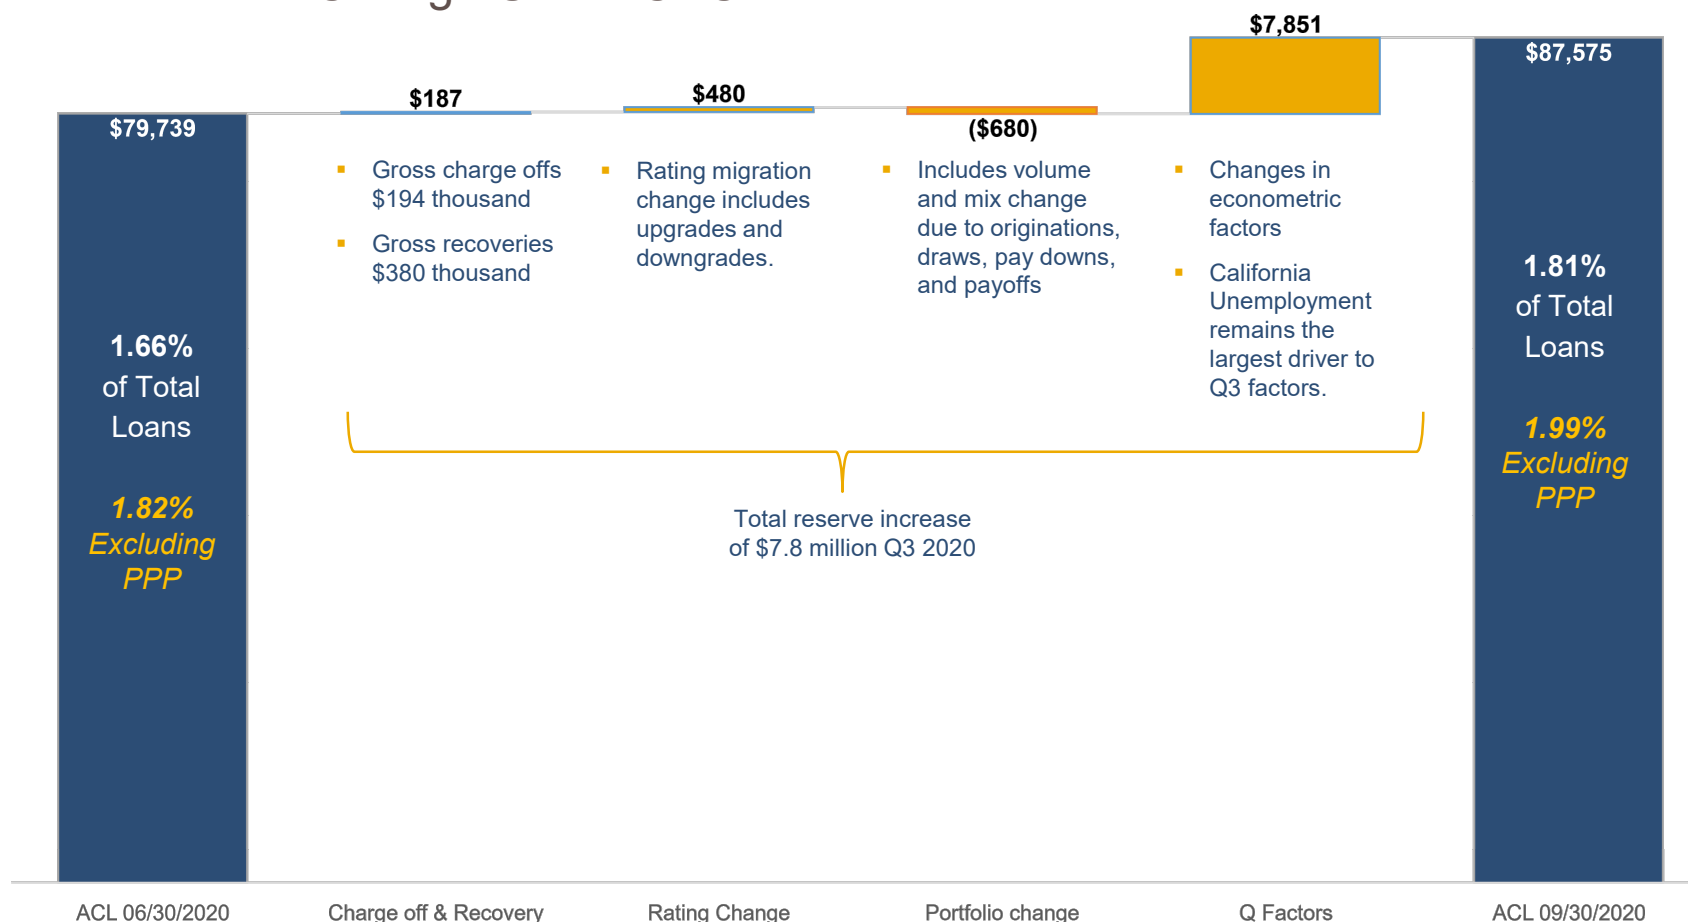 $79,739
1.66%
of Total
Loans
1.82%
Excluding
PPP
$187
Gross charge offs
$194 thousand
Gross recoveries
$380 thousand
$480
Rating migration
change includes
upgrades and
downgrades.
($680)
Includes volume
and mix change
due to originations,
draws, pay downs,
and payoffs
$7,851
Changes in
econometric
factors
California
Unemployment
remains the
largest driver to
Q3 factors.
$87,575
1.81%
of Total
Loans
1.99%
Excluding
PPP
Total reserve increase
of $7.8 million Q3 2020
ACL 06/30/2020
Charge off & Recovery
Rating Change
Portfolio change
Q Factors
ACL 09/30/2020